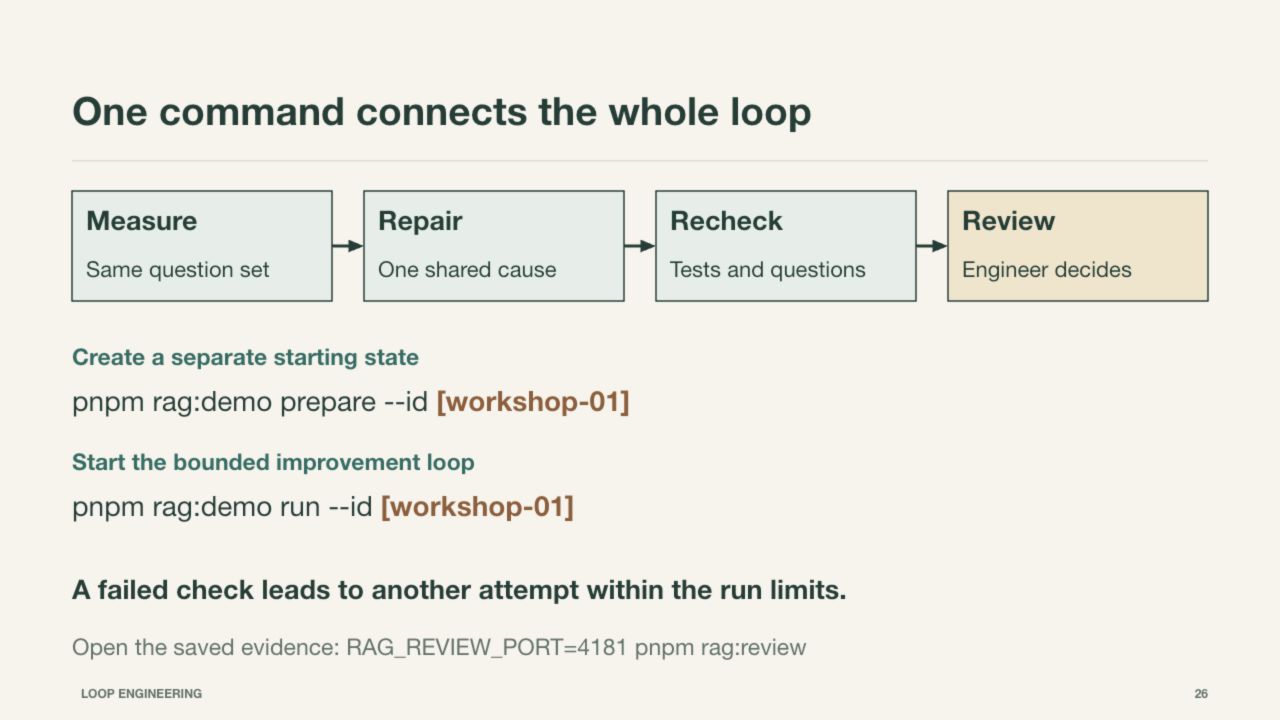 One command connects the whole loop
Measure
Same question set
Repair
One shared cause
Recheck
Tests and questions
Review
Engineer decides
Create a separate starting state
pnpm rag:demo prepare --id [workshop-01]
Start the bounded improvement loop
pnpm rag:demo run --id [workshop-01]
A failed check leads to another attempt within the run limits.
Open the saved evidence: RAG_REVIEW_PORT=4181 pnpm rag:review
LOOP ENGINEERING
26